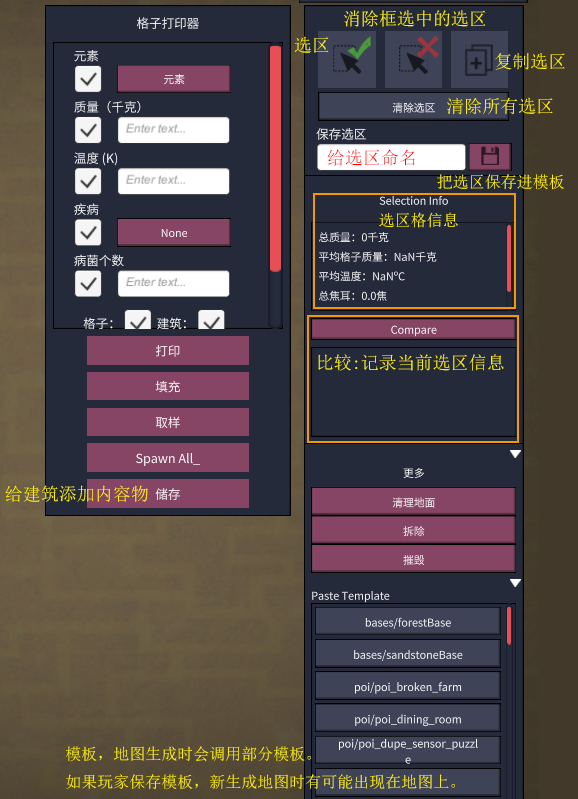 格子打印器
元素
元素
质量（千克）
Enter text...
温度 (K)
Enter text...
疾病
None
病菌个数
Enter text...
格子： 建筑：
打印
填充
取样
Spawn All_
给建筑添加内容物 储存
消除框选中的选区
选区
复制选区
清除选区 清除所有选区
保存选区
给选区命名
把选区保存进模板
Selection Info
选区格信息
总质量：0千克
平均格子质量：NaN千克
平均温度：NaNºC
总焦耳：0.0焦
Compare
比较:记录当前选区信息
更多
清理地面
拆除
摧毁
Paste Template
bases/forestBase
bases/sandstoneBase
poi/poi_broken_farm
poi/poi_dining_room
poi/poi_dupe_sensor_puzzl
e
模板，地图生成时会调用部分模板。
如果玩家保存模板，新生成地图时有可能出现在地图上。